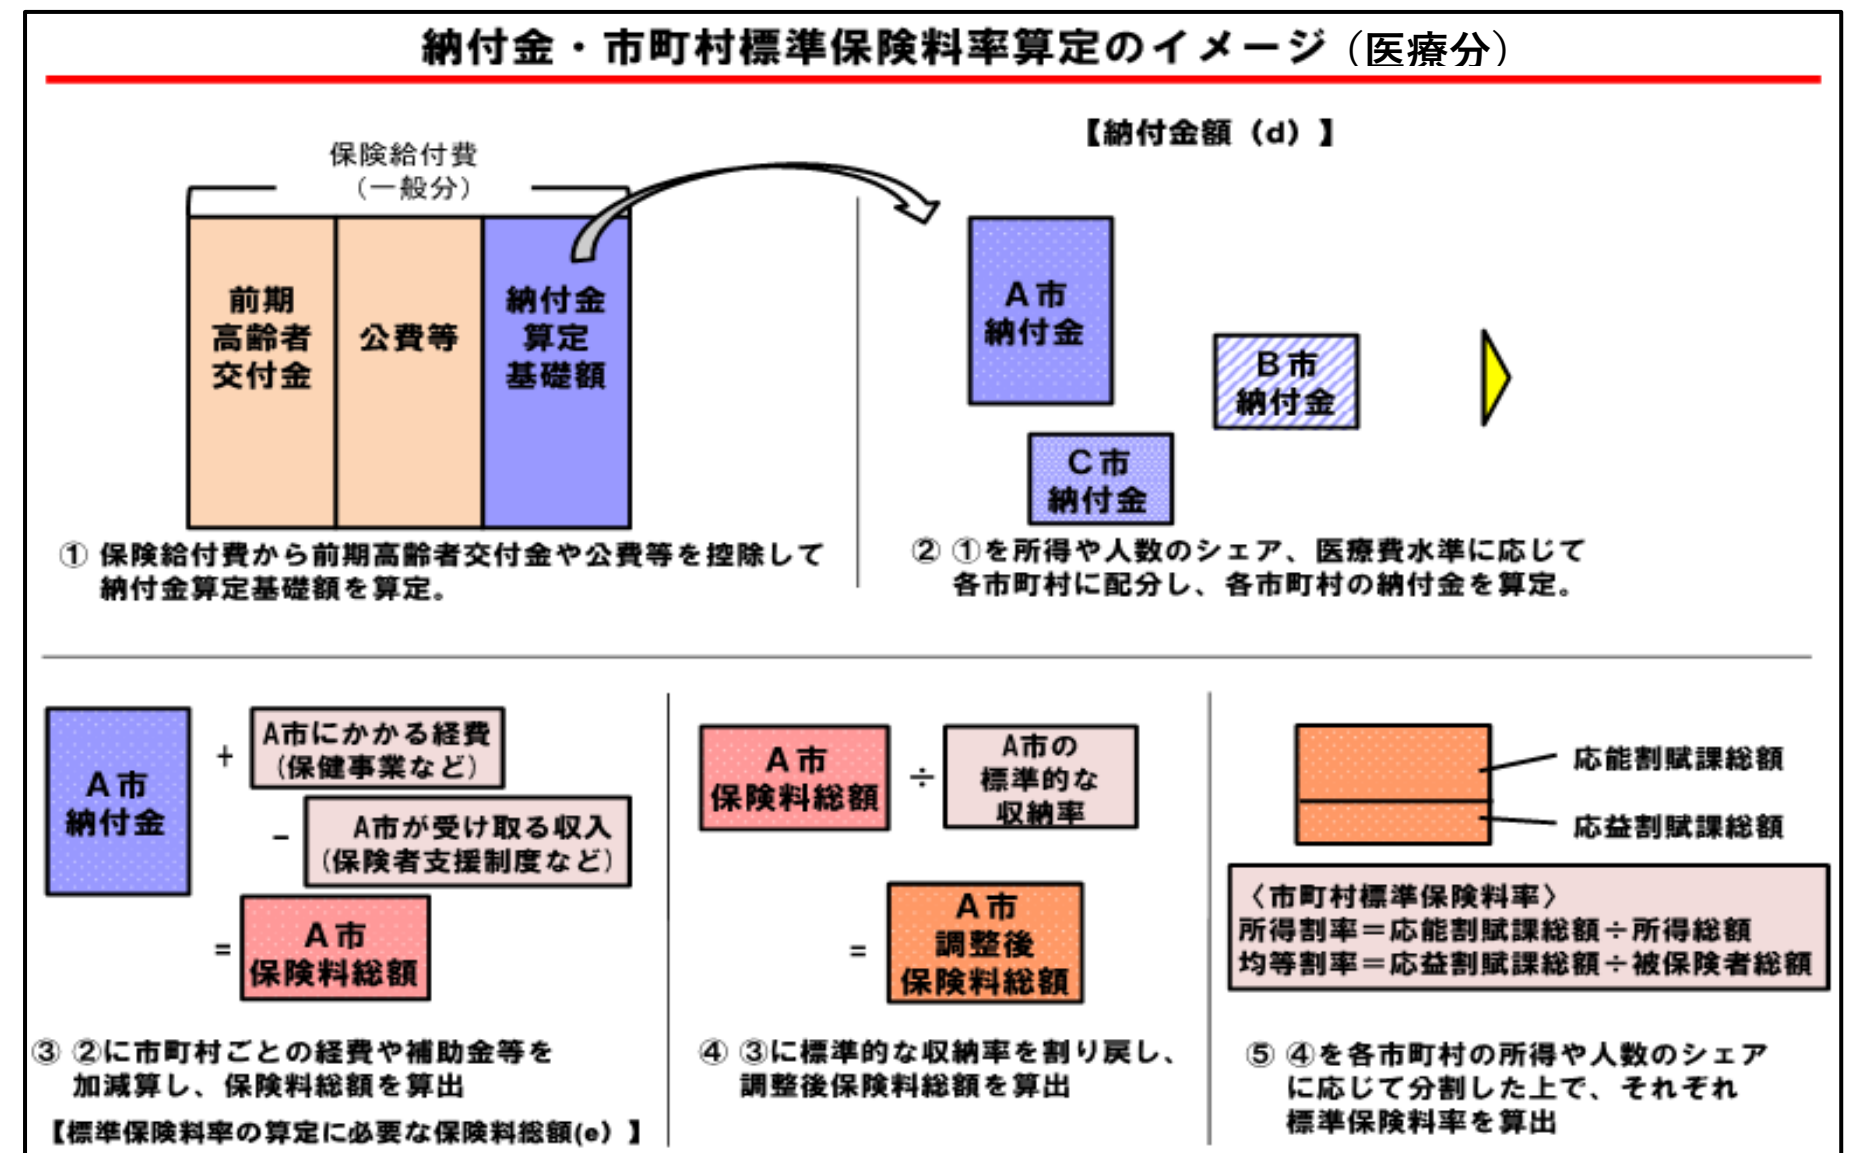 納付金・市町村標準保険料率算定のイメージ（医療分）
保険給付費
（一般分）
前期
高齢者
交付金
公費等
納付金
算定
基礎額
① 保険給付費から前期高齢者交付金や公費等を控除して
納付金算定基礎額を算定。
【納付金額（d）】
A市
納付金
B市
納付金
C市
納付金
② ①を所得や人数のシェア、医療費水準に応じて
各市町村に配分し、各市町村の納付金を算定。
A市
納付金
+
A市にかかる経費
（保健事業など）
−
A市が受け取る収入
（保険者支援制度など）
=
A市
保険料総額
③ ②に市町村ごとの経費や補助金等を
加減算し、保険料総額を算出
【標準保険料率の算定に必要な保険料総額(e)】
A市
保険料総額
÷
A市の
標準的な
収納率
=
A市
調整後
保険料総額
④ ③に標準的な収納率を割り戻し、
調整後保険料総額を算出
応能割賦課総額
応益割賦課総額
〈市町村標準保険料率〉
所得割率＝応能割賦課総額÷所得総額
均等割率＝応益割賦課総額÷被保険者総額
⑤ ④を各市町村の所得や人数のシェア
に応じて分割した上で、それぞれ
標準保険料率を算出